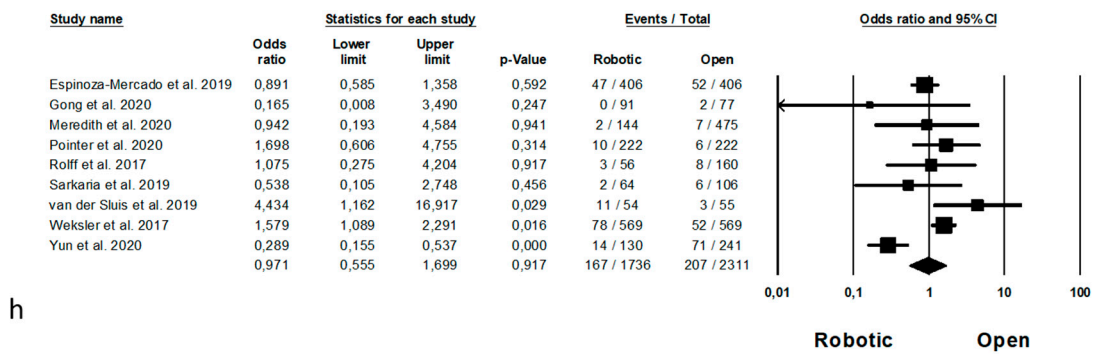 Study name Statistics for each study Events / Total Odds ratio and 95% CI
Odds ratio Lower limit Upper limit p-Value Robotic Open
Espinoza-Mercado et al. 2019 0,891 0,585 1,358 0,592 47 / 406 52 / 406
Gong et al. 2020 0,165 0,008 3,490 0,247 0 / 91 2 / 77
Meredith et al. 2020 0,942 0,193 4,584 0,941 2 / 144 7 / 475
Pointer et al. 2020 1,698 0,606 4,755 0,314 10 / 222 6 / 222
Rolff et al. 2017 1,075 0,275 4,204 0,917 3 / 56 8 / 160
Sarkaria et al. 2019 0,538 0,105 2,748 0,456 2 / 64 6 / 106
van der Sluis et al. 2019 4,434 1,162 16,917 0,029 11 / 54 3 / 55
Weksler et al. 2017 1,579 1,089 2,291 0,016 78 / 569 52 / 569
Yun et al. 2020 0,289 0,155 0,537 0,000 14 / 130 71 / 241
0,971 0,555 1,699 0,917 167 / 1736 207 / 2311
0,01 0,1 1 10 100
h
Robotic Open